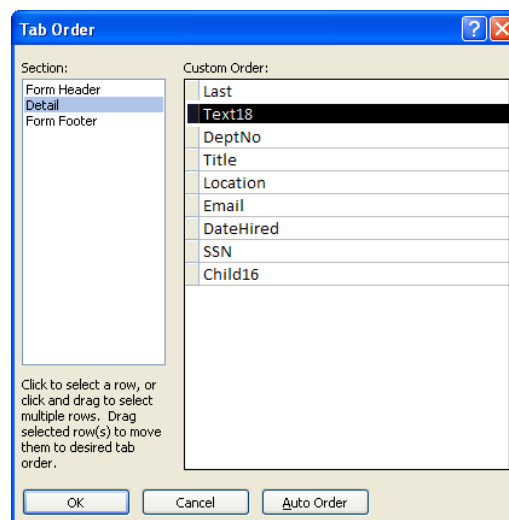 Tab Order
Section:
Form Header
Detail
Form Footer
Custom Order:
Last
Text18
DeptNo
Title
Location
Email
DateHired
SSN
Child16
Click to select a row, or
click and drag to select
multiple rows. Drag
selected row(s) to move
them to desired tab
order.
OK
Cancel
Auto Order